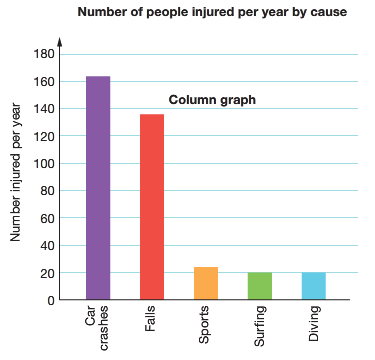 Number of people injured per year by cause
Number injured per year
180
160
140
120
100
80
60
40
20
0
Column graph
Car
crashes
Falls
Sports
Surfing
Diving